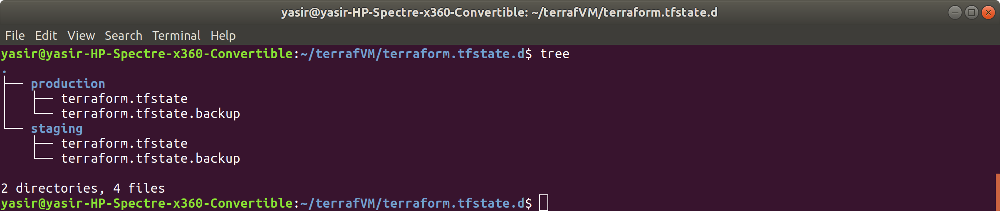 yasir@yasir-HP-Spectre-x360-Convertible: ~/terrafVM/terraform.tfstate.d
File Edit View Search Terminal Help
yasir@yasir-HP-Spectre-x360-Convertible:~/terrafVM/terraform.tfstate.d$ tree
.
├── production
│   ├── terraform.tfstate
│   └── terraform.tfstate.backup
└── staging
    ├── terraform.tfstate
    └── terraform.tfstate.backup
2 directories, 4 files
yasir@yasir-HP-Spectre-x360-Convertible:~/terrafVM/terraform.tfstate.d$